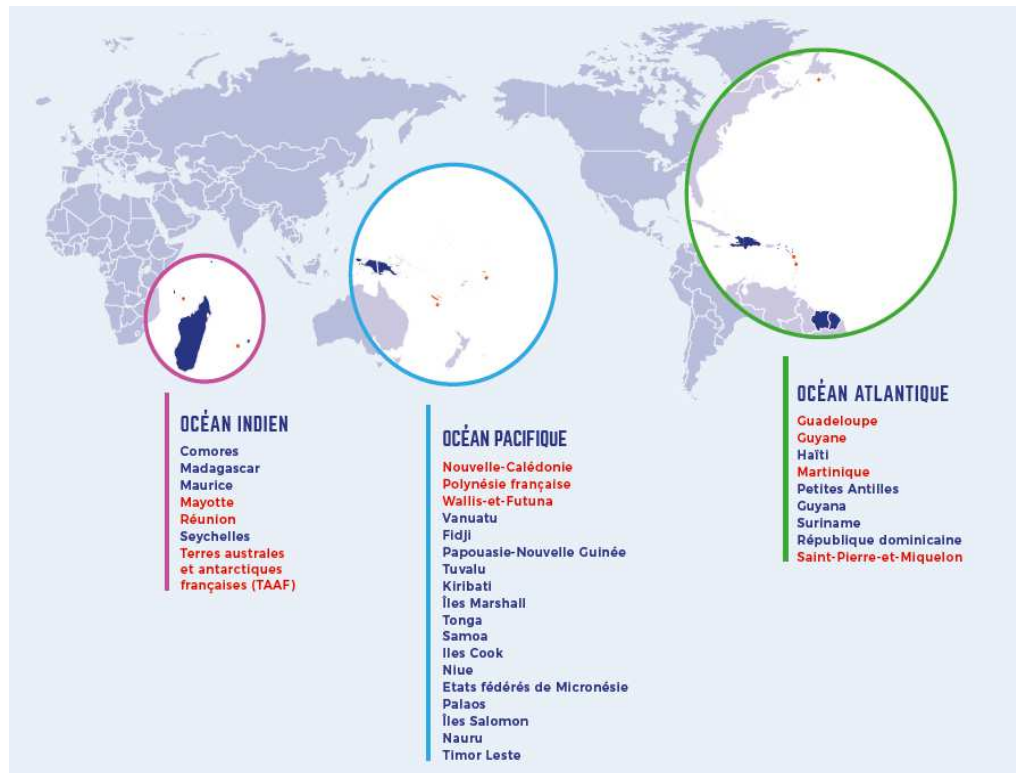 OCÉAN INDIEN
Comores
Madagascar
Maurice
Mayotte
Réunion
Seychelles
Terres australes
et antarctiques
françaises (TAAF)
OCÉAN PACIFIQUE
Nouvelle-Calédonie
Polynésie française
Wallis-et-Futuna
Vanuatu
Fidji
Papouasie-Nouvelle Guinée
Tuvalu
Kiribati
Îles Marshall
Tonga
Samoa
Iles Cook
Niue
Etats fédérés de Micronésie
Palaos
Îles Salomon
Nauru
Timor Leste
OCÉAN ATLANTIQUE
Guadeloupe
Guyane
Haïti
Martinique
Petites Antilles
Guyana
Suriname
République dominicaine
Saint-Pierre-et-Miquelon